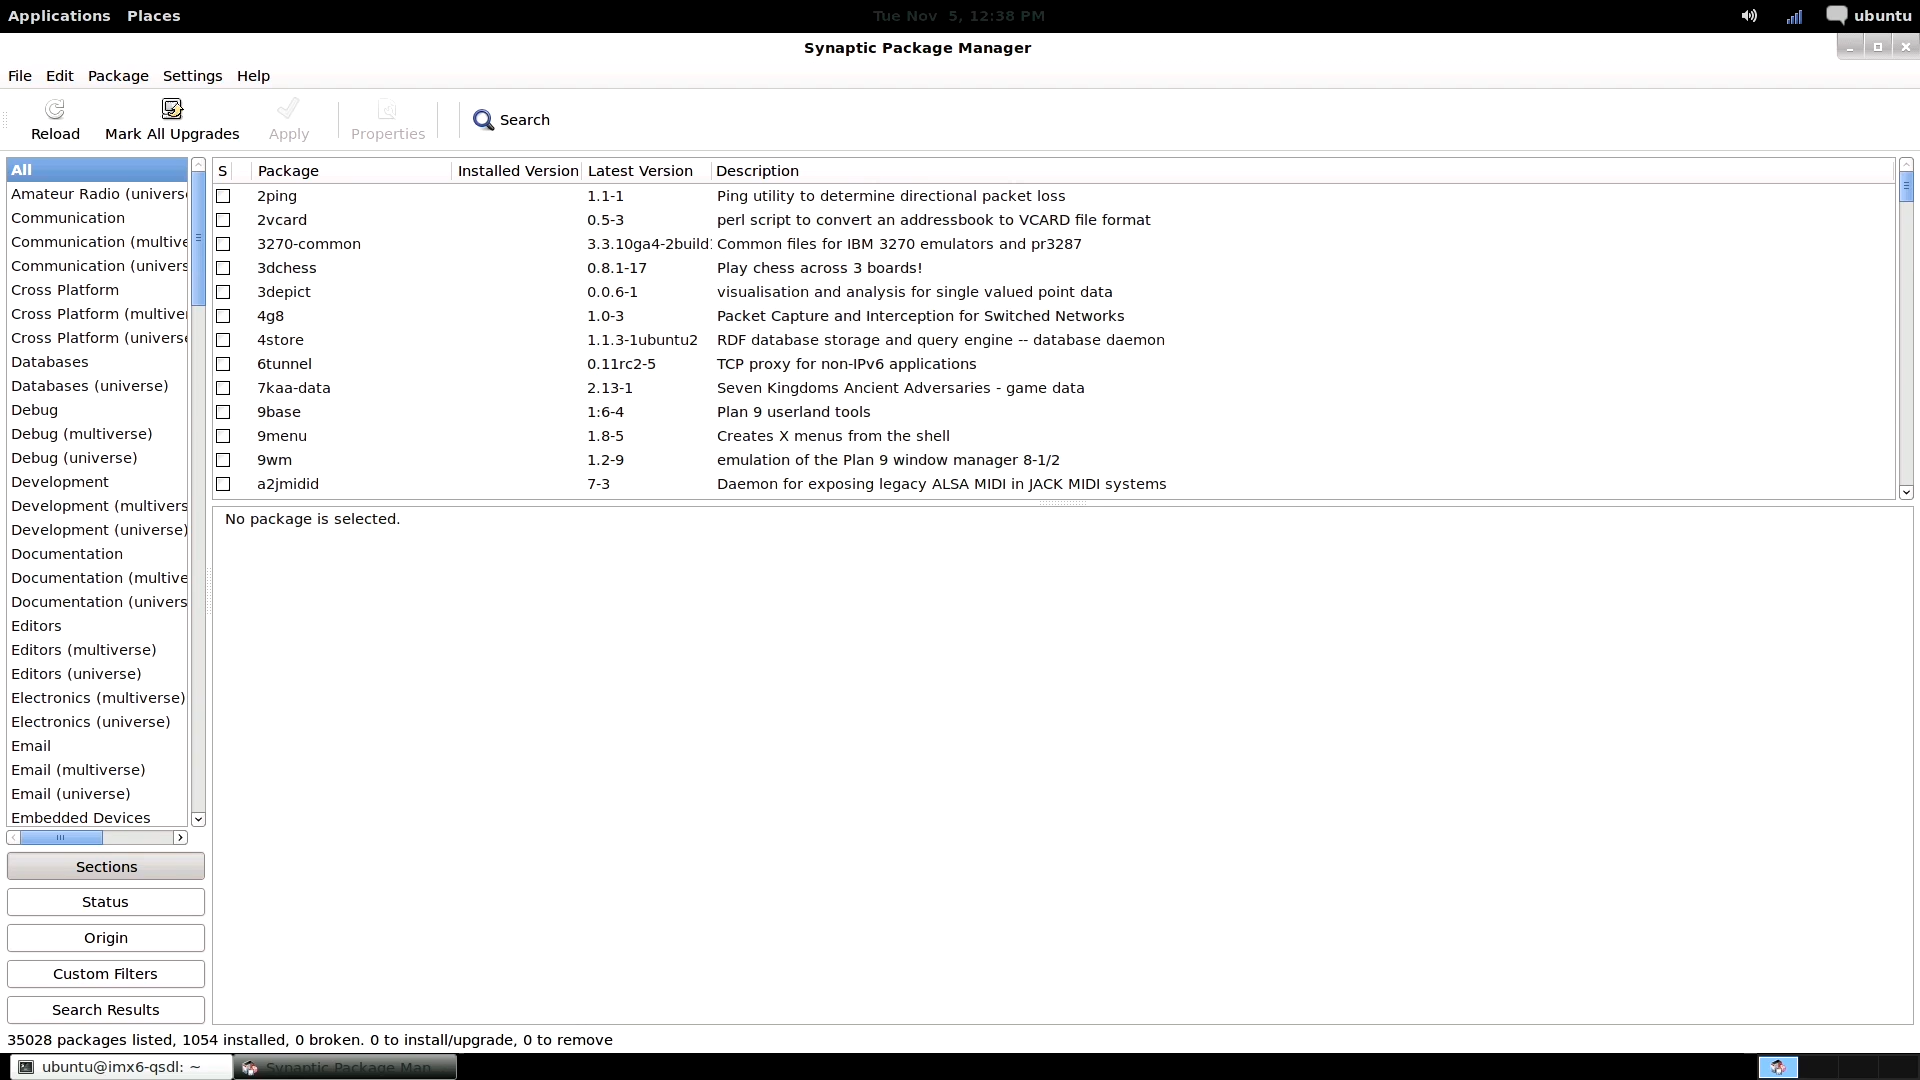 Applications Places Tue Nov 5, 12:38 PM ubuntu
Synaptic Package Manager
File Edit Package Settings Help
Reload Mark All Upgrades Apply Properties Search
All
Amateur Radio (univers
Communication
Communication (multive
Communication (univers
Cross Platform
Cross Platform (multive
Cross Platform (univers
Databases
Databases (universe)
Debug
Debug (multiverse)
Debug (universe)
Development
Development (multivers
Development (universe)
Documentation
Documentation (multive
Documentation (univers
Editors
Editors (multiverse)
Editors (universe)
Electronics (multiverse)
Electronics (universe)
Email
Email (multiverse)
Email (universe)
Embedded Devices
Sections
Status
Origin
Custom Filters
Search Results
S Package Installed Version Latest Version Description
2ping 1.1-1 Ping utility to determine directional packet loss
2vcard 0.5-3 perl script to convert an addressbook to VCARD file format
3270-common 3.3.10ga4-2build Common files for IBM 3270 emulators and pr3287
3dchess 0.8.1-17 Play chess across 3 boards!
3depict 0.0.6-1 visualisation and analysis for single valued point data
4g8 1.0-3 Packet Capture and Interception for Switched Networks
4store 1.1.3-1ubuntu2 RDF database storage and query engine -- database daemon
6tunnel 0.11rc2-5 TCP proxy for non-IPv6 applications
7kaa-data 2.13-1 Seven Kingdoms Ancient Adversaries - game data
9base 1:6-4 Plan 9 userland tools
9menu 1.8-5 Creates X menus from the shell
9wm 1.2-9 emulation of the Plan 9 window manager 8-1/2
a2jmidid 7-3 Daemon for exposing legacy ALSA MIDI in JACK MIDI systems
No package is selected.
35028 packages listed, 1054 installed, 0 broken. 0 to install/upgrade, 0 to remove
ubuntu@imx6-qsdl: ~ Synaptic Package Man